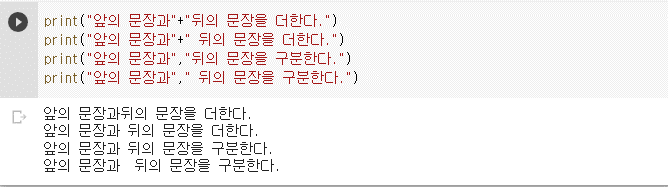 print("앞의 문장과"+"뒤의 문장을 더한다.")
print("앞의 문장과"+" 뒤의 문장을 더한다.")
print("앞의 문장과","뒤의 문장을 구분한다.")
print("앞의 문장과"," 뒤의 문장을 구분한다.")
앞의 문장과뒤의 문장을 더한다.
앞의 문장과 뒤의 문장을 더한다.
앞의 문장과 뒤의 문장을 구분한다.
앞의 문장과  뒤의 문장을 구분한다.